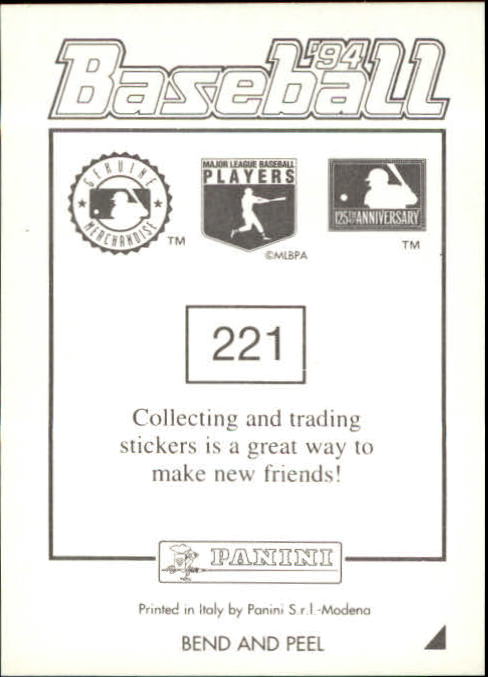 '94
Baseball
GENUINE
MERCHANDISE
TM
MAJOR LEAGUE BASEBALL
PLAYERS
©MLBPA
125TH ANNIVERSARY
TM
221
Collecting and trading
stickers is a great way to
make new friends!
PANINI
Printed in Italy by Panini S.r.l.-Modena
BEND AND PEEL